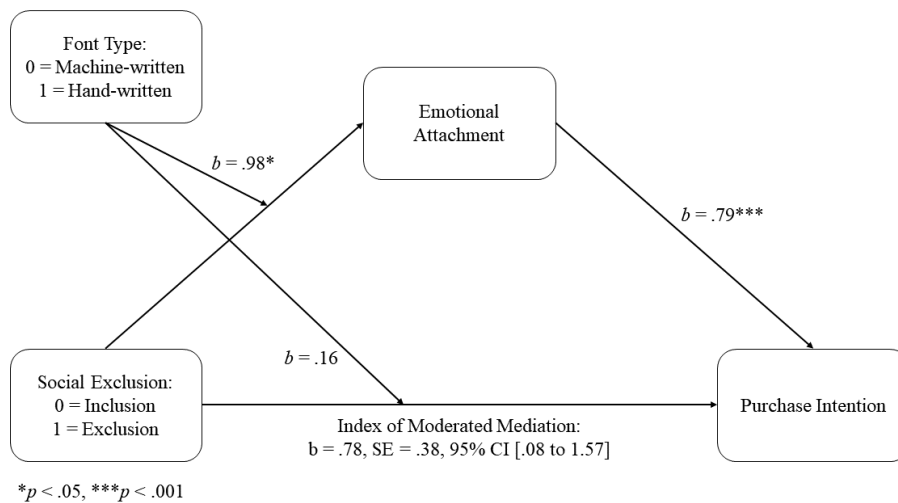 Font Type:
0 = Machine-written
1 = Hand-written
Emotional
Attachment
b = .98*
b = .79***
b = .16
Social Exclusion:
0 = Inclusion
1 = Exclusion
Purchase Intention
Index of Moderated Mediation:
b = .78, SE = .38, 95% CI [.08 to 1.57]
*p < .05, ***p < .001